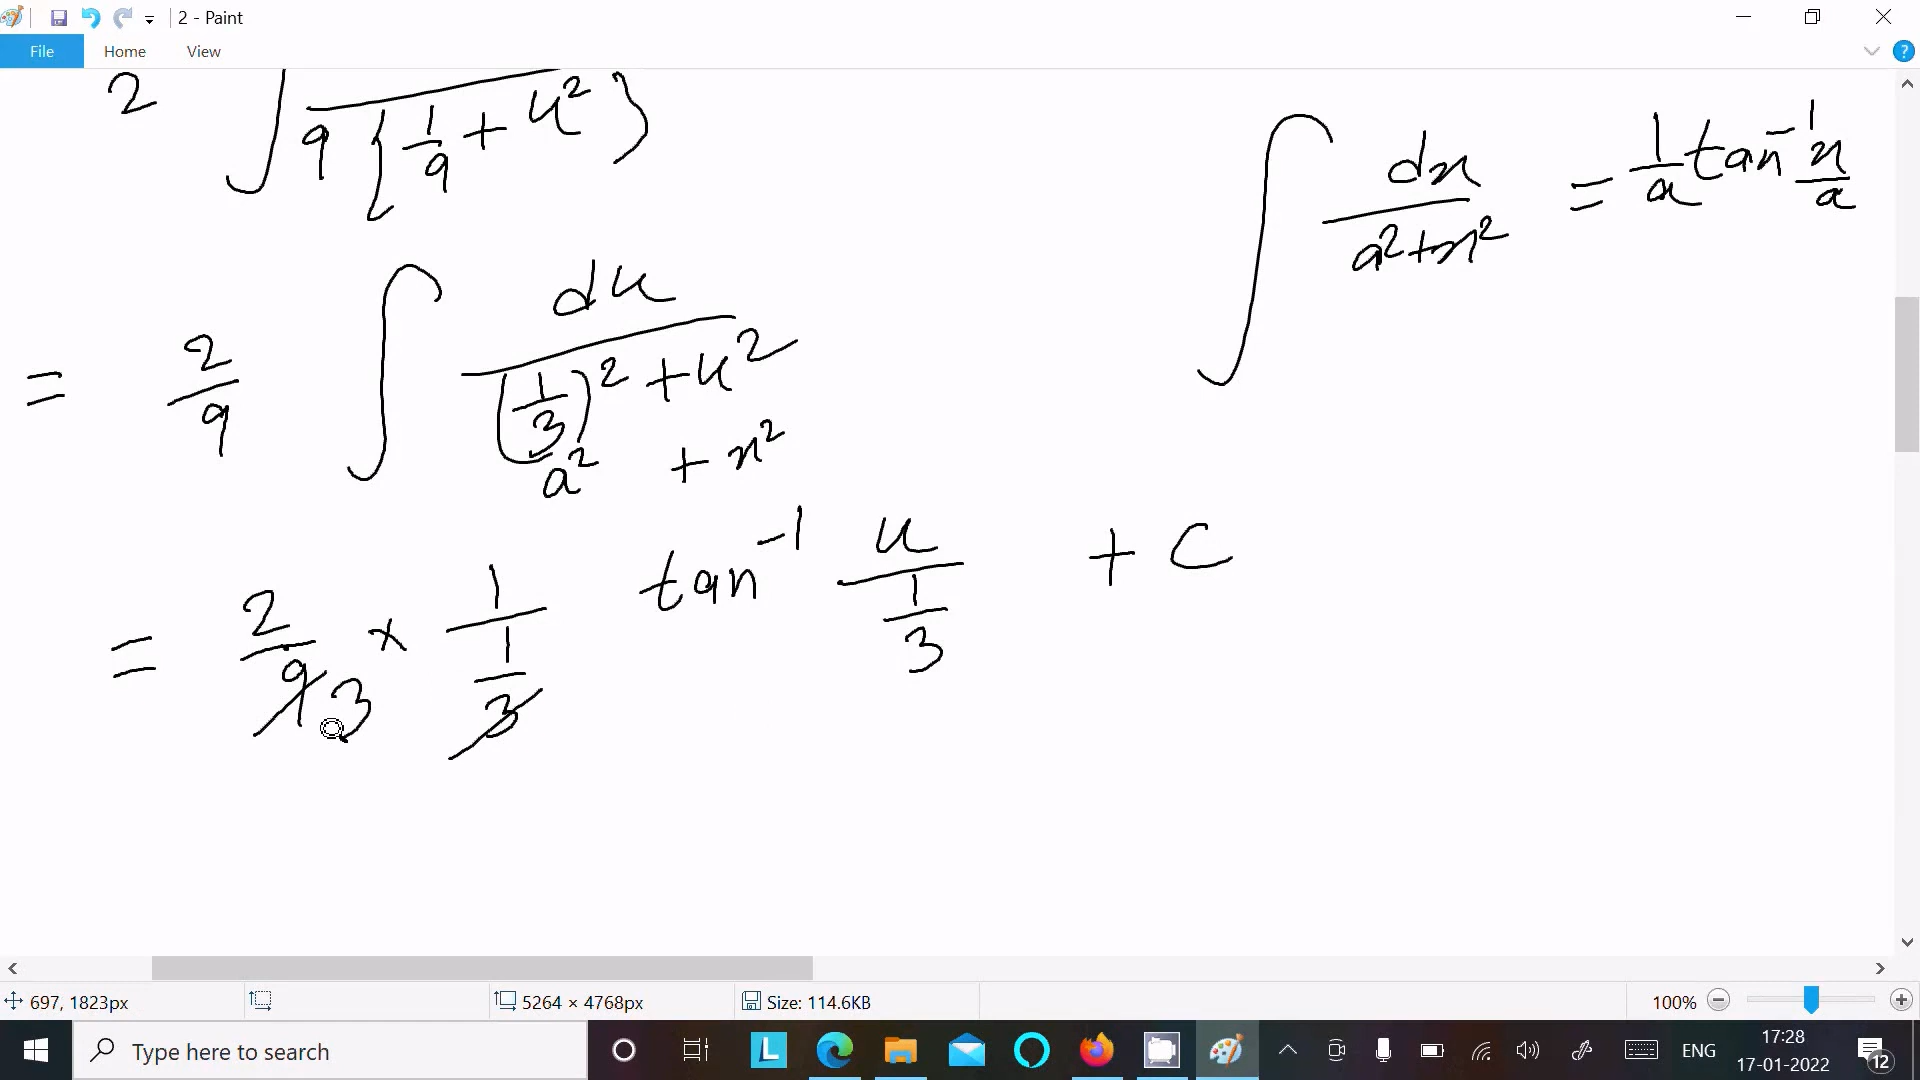 2 - Paint
File Home View
2 ∫ 9 { 1/9 + u² }
∫ dx / a²+x² = 1/a tan⁻¹ x/a
= 2/9 ∫ du / (1/3)² + u²
a² + x²
= 2/9 3 × 1 / 1/3 tan⁻¹ u / 1/3 + C
697, 1823px 5264 × 4768px Size: 114.6KB 100%
Type here to search
ENG 17:28
17-01-2022 12